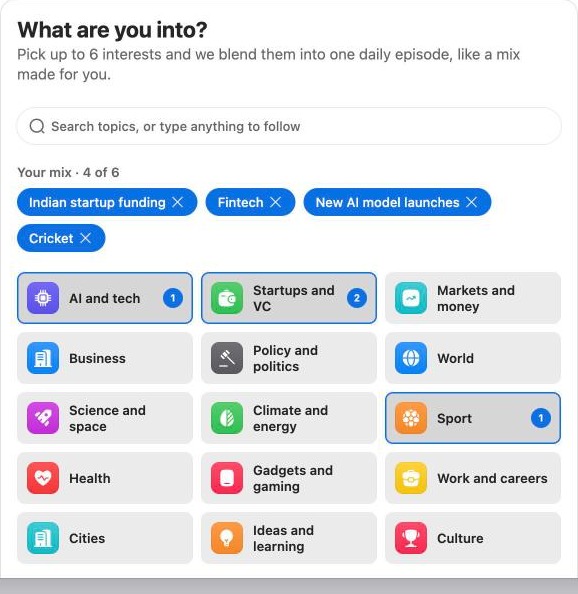 What are you into?
Pick up to 6 interests and we blend them into one daily episode, like a mix
made for you.
Search topics, or type anything to follow
Your mix · 4 of 6
Indian startup funding ×
Fintech ×
New AI model launches ×
Cricket ×
AI and tech 1
Startups and
VC 2
Markets and
money
Business
Policy and
politics
World
Science and
space
Climate and
energy
Sport 1
Health
Gadgets and
gaming
Work and careers
Cities
Ideas and
learning
Culture